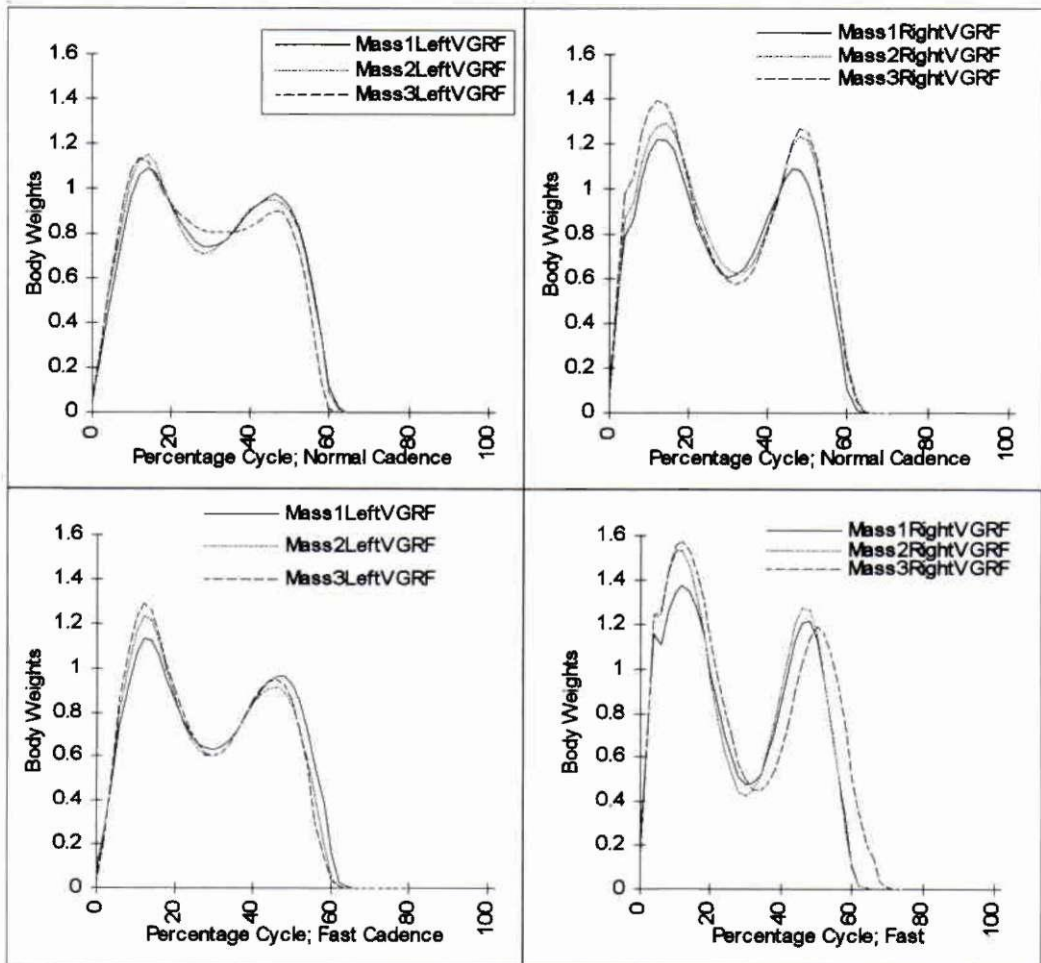 Mass1LeftVGRF
Mass2LeftVGRF
Mass3LeftVGRF
Body Weights
1.6
1.4
1.2
1
0.8
0.6
0.4
0.2
0
0 20 40 60 80 100
Percentage Cycle; Normal Cadence
Mass1RightVGRF
Mass2RightVGRF
Mass3RightVGRF
Body Weights
1.6
1.4
1.2
1
0.8
0.6
0.4
0.2
0
0 20 40 60 80 100
Percentage Cycle; Normal Cadence
Mass1LeftVGRF
Mass2LeftVGRF
Mass3LeftVGRF
Body Weights
1.6
1.4
1.2
1
0.8
0.6
0.4
0.2
0
0 20 40 60 80 100
Percentage Cycle; Fast Cadence
Mass1RightVGRF
Mass2RightVGRF
Mass3RightVGRF
Body Weights
1.6
1.4
1.2
1
0.8
0.6
0.4
0.2
0
0 20 40 60 80 100
Percentage Cycle; Fast